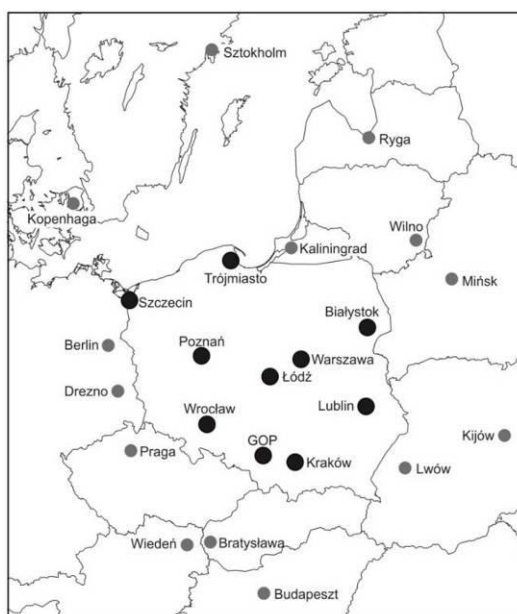 Sztokholm
Ryga
Kopenhaga
Wilno
Kaliningrad
Trójmiasto
Mińsk
Szczecin
Białystok
Berlin
Poznań
Warszawa
Łódź
Drezno
Lublin
Wrocław
Kijów
GOP
Praga
Kraków
Lwów
Wiedeń
Bratysława
Budapeszt